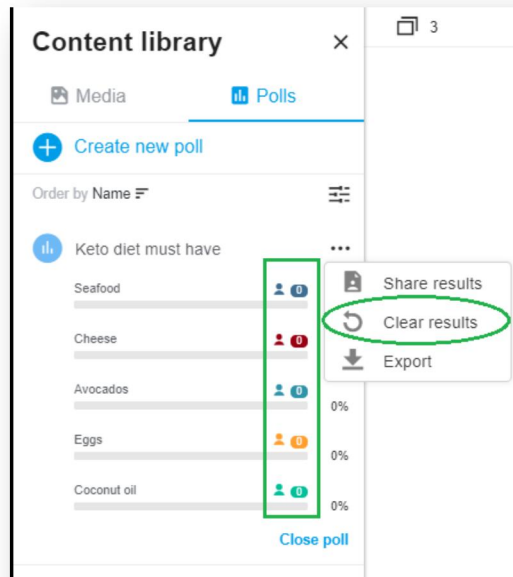 Content library
3
Media
Polls
Create new poll
Order by Name
Keto diet must have
Share results
Clear results
Export
Seafood
0
Cheese
0
Avocados
0
0%
Eggs
0
0%
Coconut oil
0
0%
Close poll